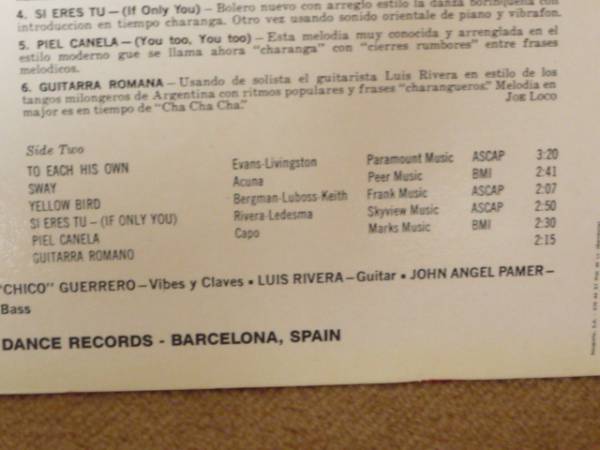 4. SI ERES TU—(If Only You) — Bolero nuevo con arreglo estilo la danza borinqueña con
introduccion en tiempo charanga. Otro vez usando sonido orientale de piano y vibrafon.
5. PIEL CANELA—(You too, You too) — Esta melodia muy conocida y arrenglada en el
estilo moderno gue se llama ahora "charanga" con "cierres rumbores" entre frases
melodicos.
6. GUITARRA ROMANA — Usando de solista el guitarista Luis Rivera en estilo de los
tangos milongeros de Argentina con ritmos populares y frases "charangueros." Melodia en
major es en tiempo de "Cha Cha Cha."
JOE LOCO
Side Two
TO EACH HIS OWN Evans-Livingston Paramount Music ASCAP 3:20
SWAY Acuna Peer Music BMI 2:41
YELLOW BIRD Bergman-Luboss-Keith Frank Music ASCAP 2:07
SI ERES TU — (IF ONLY YOU) Rivera-Ledesma Skyview Music ASCAP 2:50
PIEL CANELA Capo Marks Music BMI 2:30
GUITARRA ROMANO 2:15
"CHICO" GUERRERO—Vibes y Claves • LUIS RIVERA—Guitar • JOHN ANGEL PAMER—
Bass
DANCE RECORDS - BARCELONA, SPAIN